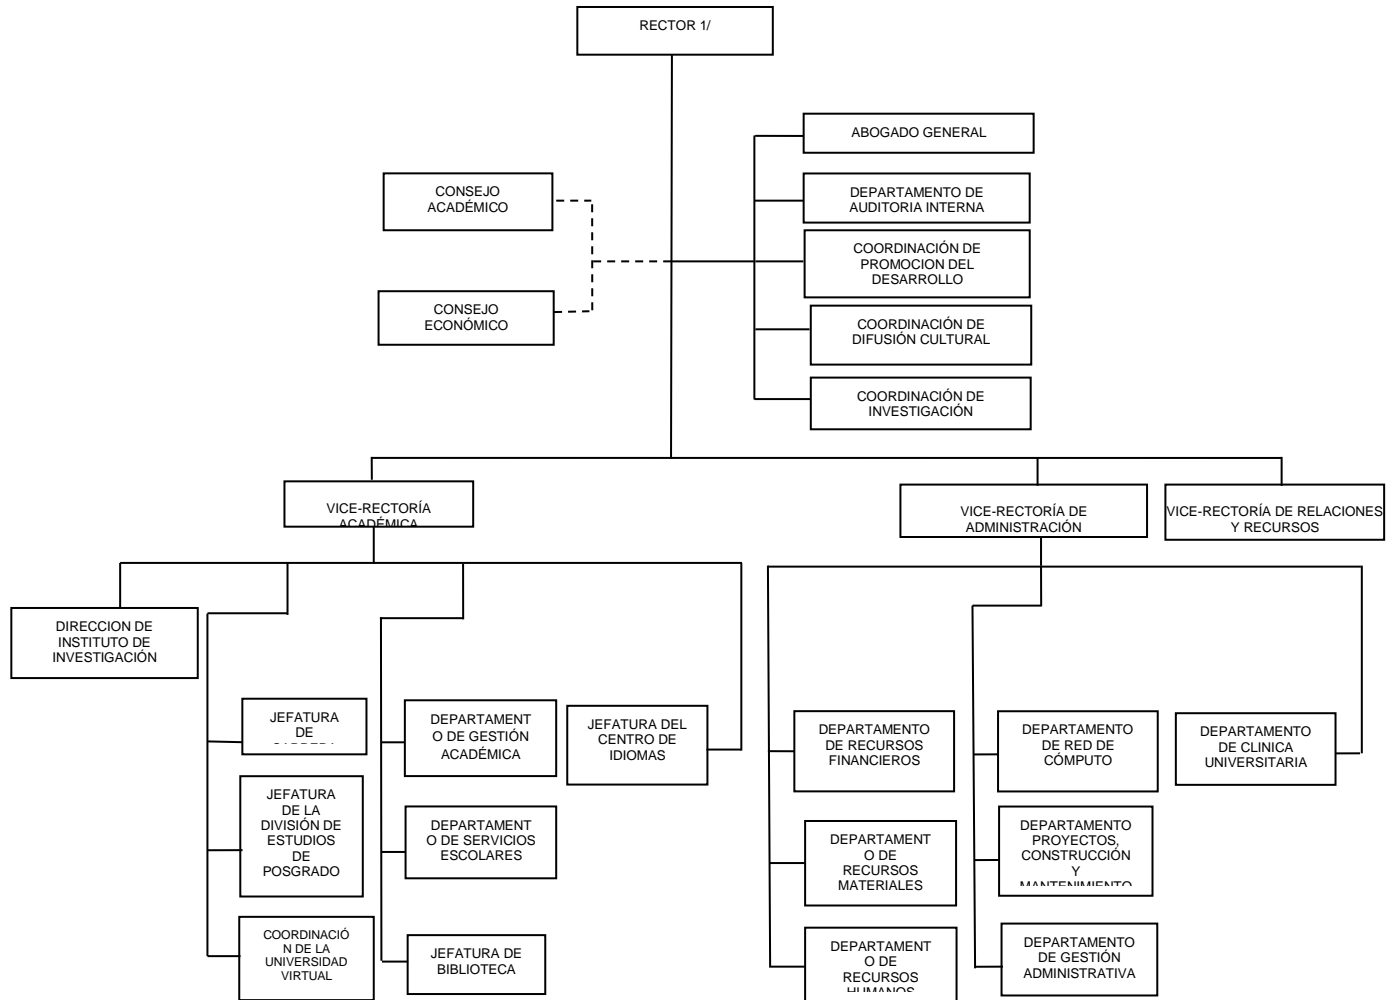 RECTOR 1/
ABOGADO GENERAL
CONSEJO
ACADÉMICO
DEPARTAMENTO DE
AUDITORIA INTERNA
COORDINACIÓN DE
PROMOCION DEL
DESARROLLO
CONSEJO
ECONÓMICO
COORDINACIÓN DE
DIFUSIÓN CULTURAL
COORDINACIÓN DE
INVESTIGACIÓN
VICE-RECTORÍA
ACADÉMICA
VICE-RECTORÍA DE
ADMINISTRACIÓN
VICE-RECTORÍA DE RELACIONES
Y RECURSOS
DIRECCION DE
INSTITUTO DE
INVESTIGACIÓN
JEFATURA
DE
CARRERA
JEFATURA
DE LA
DIVISIÓN DE
ESTUDIOS
DE
POSGRADO
COORDINACIÓ
N DE LA
UNIVERSIDAD
VIRTUAL
DEPARTAMENT
O DE GESTIÓN
ACADÉMICA
DEPARTAMENT
O DE SERVICIOS
ESCOLARES
JEFATURA DE
BIBLIOTECA
JEFATURA DEL
CENTRO DE
IDIOMAS
DEPARTAMENTO
DE RECURSOS
FINANCIEROS
DEPARTAMENT
O DE
RECURSOS
MATERIALES
DEPARTAMENT
O DE
RECURSOS
HUMANOS
DEPARTAMENTO
DE RED DE
CÓMPUTO
DEPARTAMENTO
PROYECTOS,
CONSTRUCCIÓN
Y
MANTENIMIENTO
DEPARTAMENTO
DE GESTIÓN
ADMINISTRATIVA
DEPARTAMENTO
DE CLINICA
UNIVERSITARIA